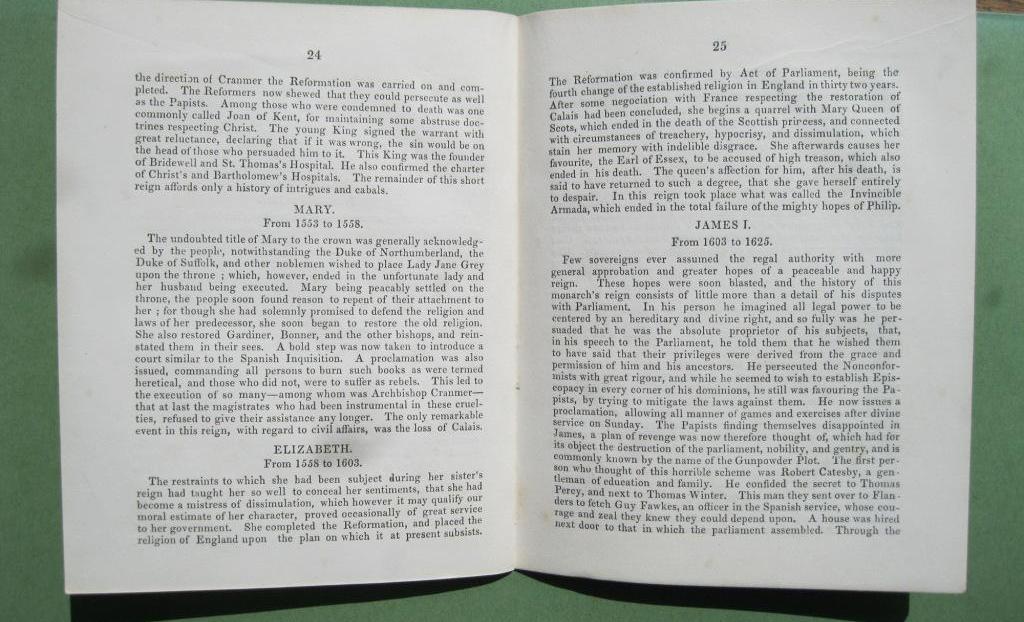 24
the direction of Cranmer the Reformation was carried on and com-
pleted. The Reformers now shewed that they could persecute as well
as the Papists. Among those who were condemned to death was one
commonly called Joan of Kent, for maintaining some abstruse doc-
trines respecting Christ. The young King signed the warrant with
great reluctance, declaring that if it was wrong, the sin would be on
the head of those who persuaded him to it. This King was the founder
of Bridewell and St. Thomas's Hospital. He also confirmed the charter
of Christ's and Bartholomew's Hospitals. The remainder of this short
reign affords only a history of intrigues and cabals.
MARY.
From 1553 to 1558.
The undoubted title of Mary to the crown was generally acknowledg-
ed by the people, notwithstanding the Duke of Northumberland, the
Duke of Suffolk, and other noblemen wished to place Lady Jane Grey
upon the throne ; which, however, ended in the unfortunate lady and
her husband being executed. Mary being peacably settled on the
throne, the people soon found reason to repent of their attachment to
her ; for though she had solemnly promised to defend the religion and
laws of her predecessor, she soon began to restore the old religion.
She also restored Gardiner, Bonner, and the other bishops, and rein-
stated them in their sees. A bold step was now taken to introduce a
court similar to the Spanish Inquisition. A proclamation was also
issued, commanding all persons to burn such books as were termed
heretical, and those who did not, were to suffer as rebels. This led to
the execution of so many—among whom was Archbishop Cranmer—
that at last the magistrates who had been instrumental in these cruel-
ties, refused to give their assistance any longer. The only remarkable
event in this reign, with regard to civil affairs, was the loss of Calais.
ELIZABETH.
From 1558 to 1603.
The restraints to which she had been subject during her sister's
reign had taught her so well to conceal her sentiments, that she had
become a mistress of dissimulation, which however it may qualify our
moral estimate of her character, proved occasionally of great service
to her government. She completed the Reformation, and placed the
religion of England upon the plan on which it at present subsists.
25
The Reformation was confirmed by Act of Parliament, being the
fourth change of the established religion in England in thirty two years.
After some negociation with France respecting the restoration of
Calais had been concluded, she begins a quarrel with Mary Queen of
Scots, which ended in the death of the Scottish princess, and connected
with circumstances of treachery, hypocrisy, and dissimulation, which
stain her memory with indelible disgrace. She afterwards causes her
favourite, the Earl of Essex, to be accused of high treason, which also
ended in his death. The queen's affection for him, after his death, is
said to have returned to such a degree, that she gave herself entirely
to despair. In this reign took place what was called the Invincible
Armada, which ended in the total failure of the mighty hopes of Philip.
JAMES I.
From 1603 to 1625.
Few sovereigns ever assumed the regal authority with more
general approbation and greater hopes of a peaceable and happy
reign. These hopes were soon blasted, and the history of this
monarch's reign consists of little more than a detail of his disputes
with Parliament. In his person he imagined all legal power to be
centered by an hereditary and divine right, and so fully was he per-
suaded that he was the absolute proprietor of his subjects, that,
in his speech to the Parliament, he told them that he wished them
to have said that their privileges were derived from the grace and
permission of him and his ancestors. He persecuted the Nonconfor-
mists with great rigour, and while he seemed to wish to establish Epis-
copacy in every corner of his dominions, he still was favouring the Pa-
pists, by trying to mitigate the laws against them. He now issues a
proclamation, allowing all manner of games and exercises after divine
service on Sunday. The Papists finding themselves disappointed in
James, a plan of revenge was now therefore thought of, which had for
its object the destruction of the parliament, nobility, and gentry, and is
commonly known by the name of the Gunpowder Plot. The first per-
son who thought of this horrible scheme was Robert Catesby, a gen-
tleman of education and family. He confided the secret to Thomas
Percy, and next to Thomas Winter. This man they sent over to Flan-
ders to fetch Guy Fawkes, an officer in the Spanish service, whose cou-
rage and zeal they knew they could depend upon. A house was hired
next door to that in which the parliament assembled. Through the